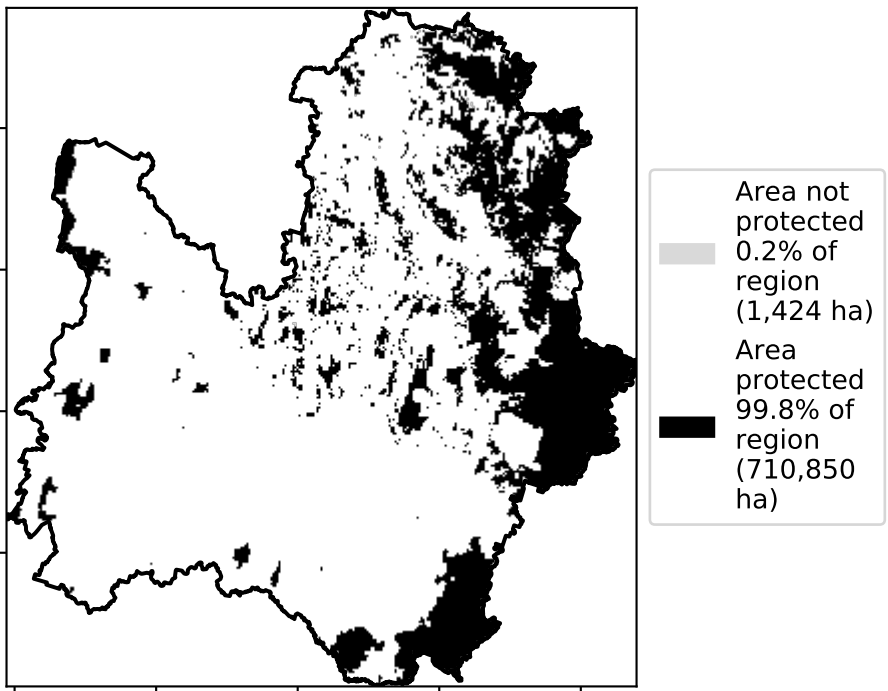 Area not
protected
0.2% of
region
(1,424 ha)
Area
protected
99.8% of
region
(710,850
ha)